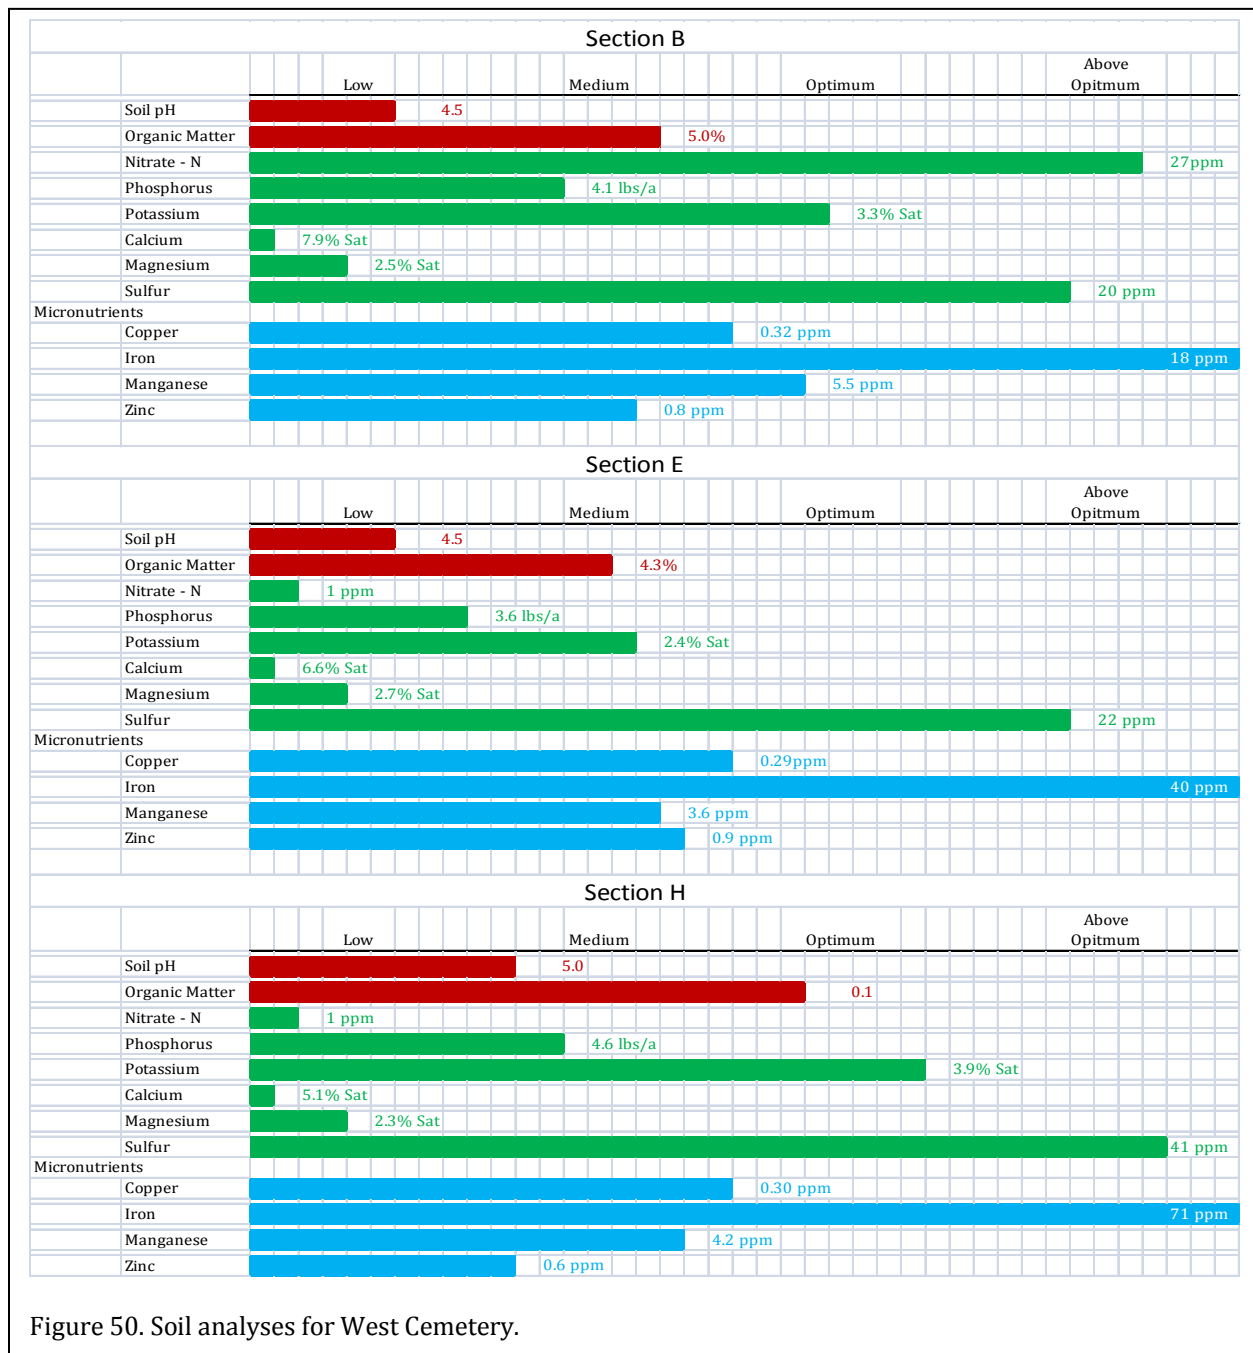 Section B
Above
Low Medium Optimum Opitmum
Soil pH 4.5
Organic Matter 5.0%
Nitrate - N 27ppm
Phosphorus 4.1 lbs/a
Potassium 3.3% Sat
Calcium 7.9% Sat
Magnesium 2.5% Sat
Sulfur 20 ppm
Micronutrients
Copper 0.32 ppm
Iron 18 ppm
Manganese 5.5 ppm
Zinc 0.8 ppm
Section E
Above
Low Medium Optimum Opitmum
Soil pH 4.5
Organic Matter 4.3%
Nitrate - N 1 ppm
Phosphorus 3.6 lbs/a
Potassium 2.4% Sat
Calcium 6.6% Sat
Magnesium 2.7% Sat
Sulfur 22 ppm
Micronutrients
Copper 0.29ppm
Iron 40 ppm
Manganese 3.6 ppm
Zinc 0.9 ppm
Section H
Above
Low Medium Optimum Opitmum
Soil pH 5.0
Organic Matter 0.1
Nitrate - N 1 ppm
Phosphorus 4.6 lbs/a
Potassium 3.9% Sat
Calcium 5.1% Sat
Magnesium 2.3% Sat
Sulfur 41 ppm
Micronutrients
Copper 0.30 ppm
Iron 71 ppm
Manganese 4.2 ppm
Zinc 0.6 ppm
Figure 50. Soil analyses for West Cemetery.